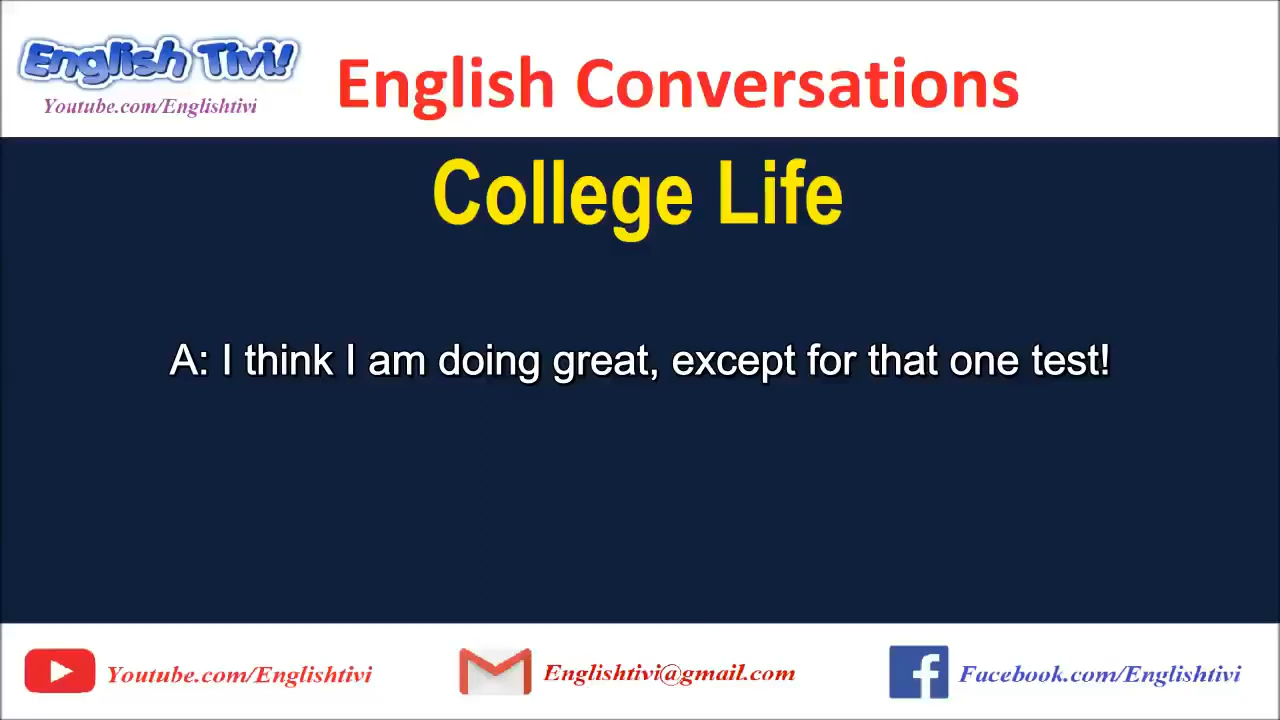 English Tivi!
Youtube.com/Englishtivi
English Conversations
College Life
A: I think I am doing great, except for that one test!
Youtube.com/Englishtivi
Englishtivi@gmail.com
Facebook.com/Englishtivi